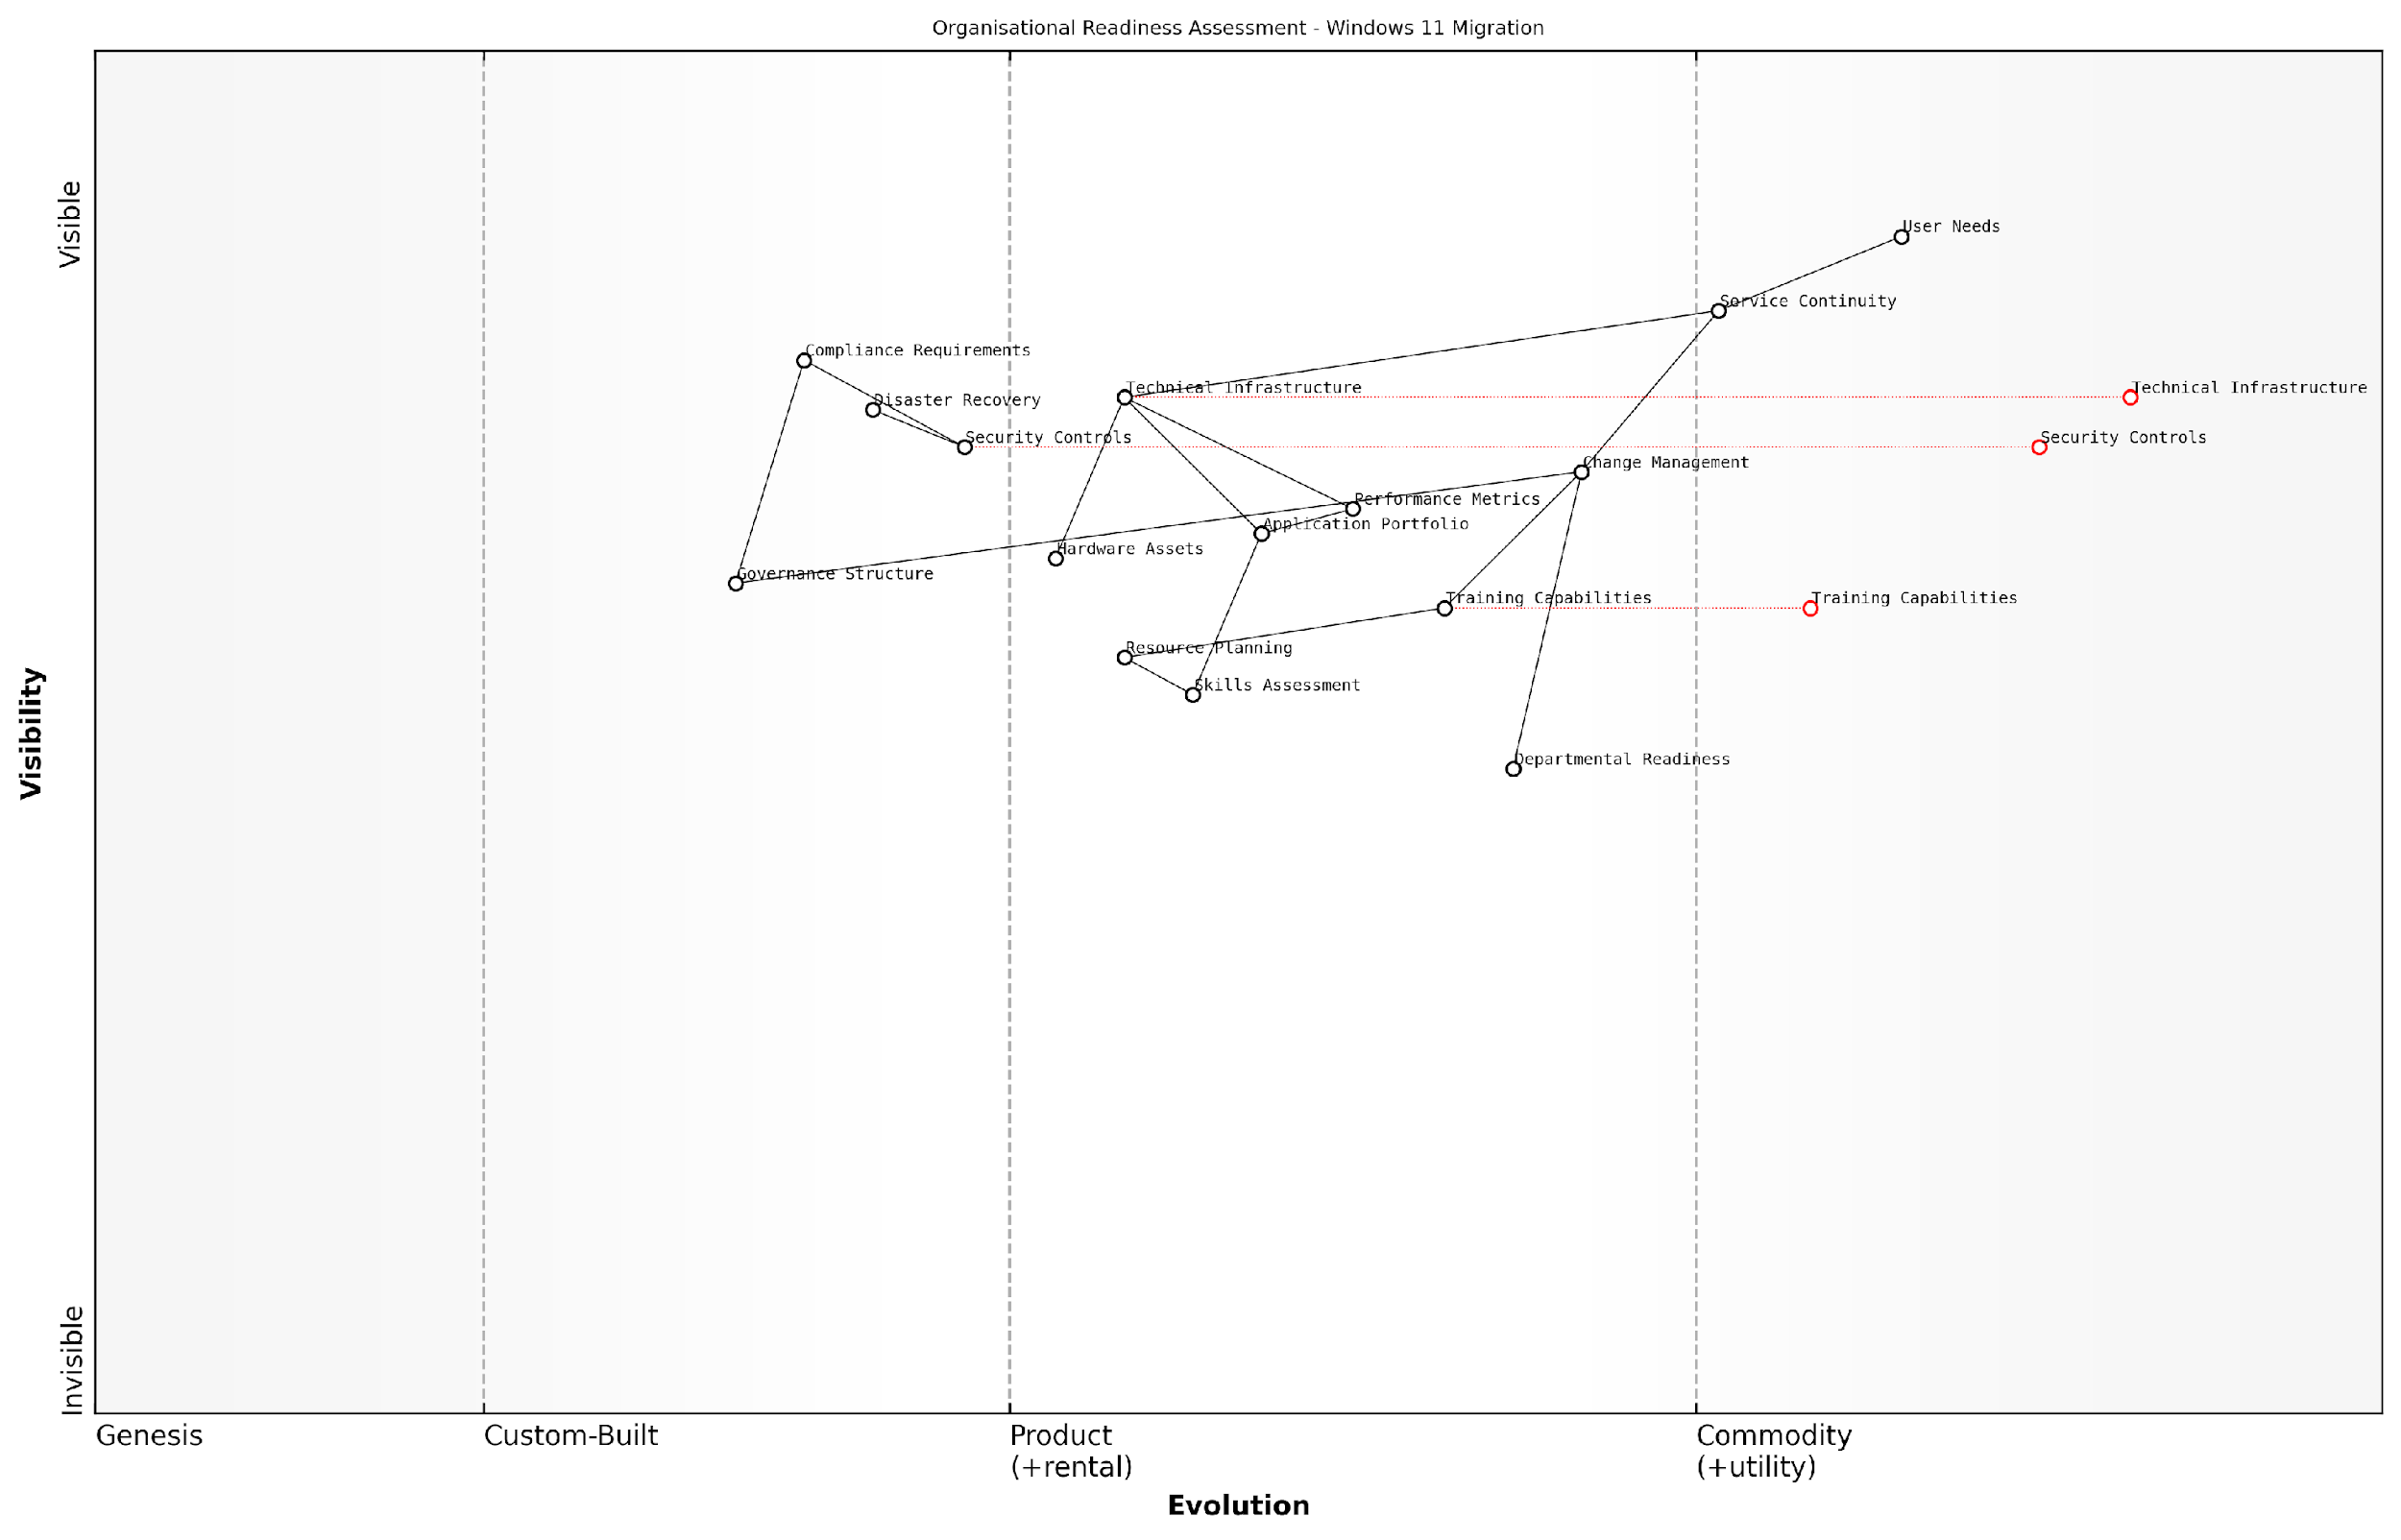 Organisational Readiness Assessment - Windows 11 Migration
Visible
User Needs
Service Continuity
Compliance Requirements
Technical Infrastructure
Technical Infrastructure
Disaster Recovery
Security Controls
Security Controls
Change Management
Performance Metrics
Application Portfolio
Hardware Assets
Governance Structure
Training Capabilities
Training Capabilities
Resource Planning
Skills Assessment
Visibility
Departmental Readiness
Invisible
Genesis
Custom-Built
Product
(+rental)
Commodity
(+utility)
Evolution